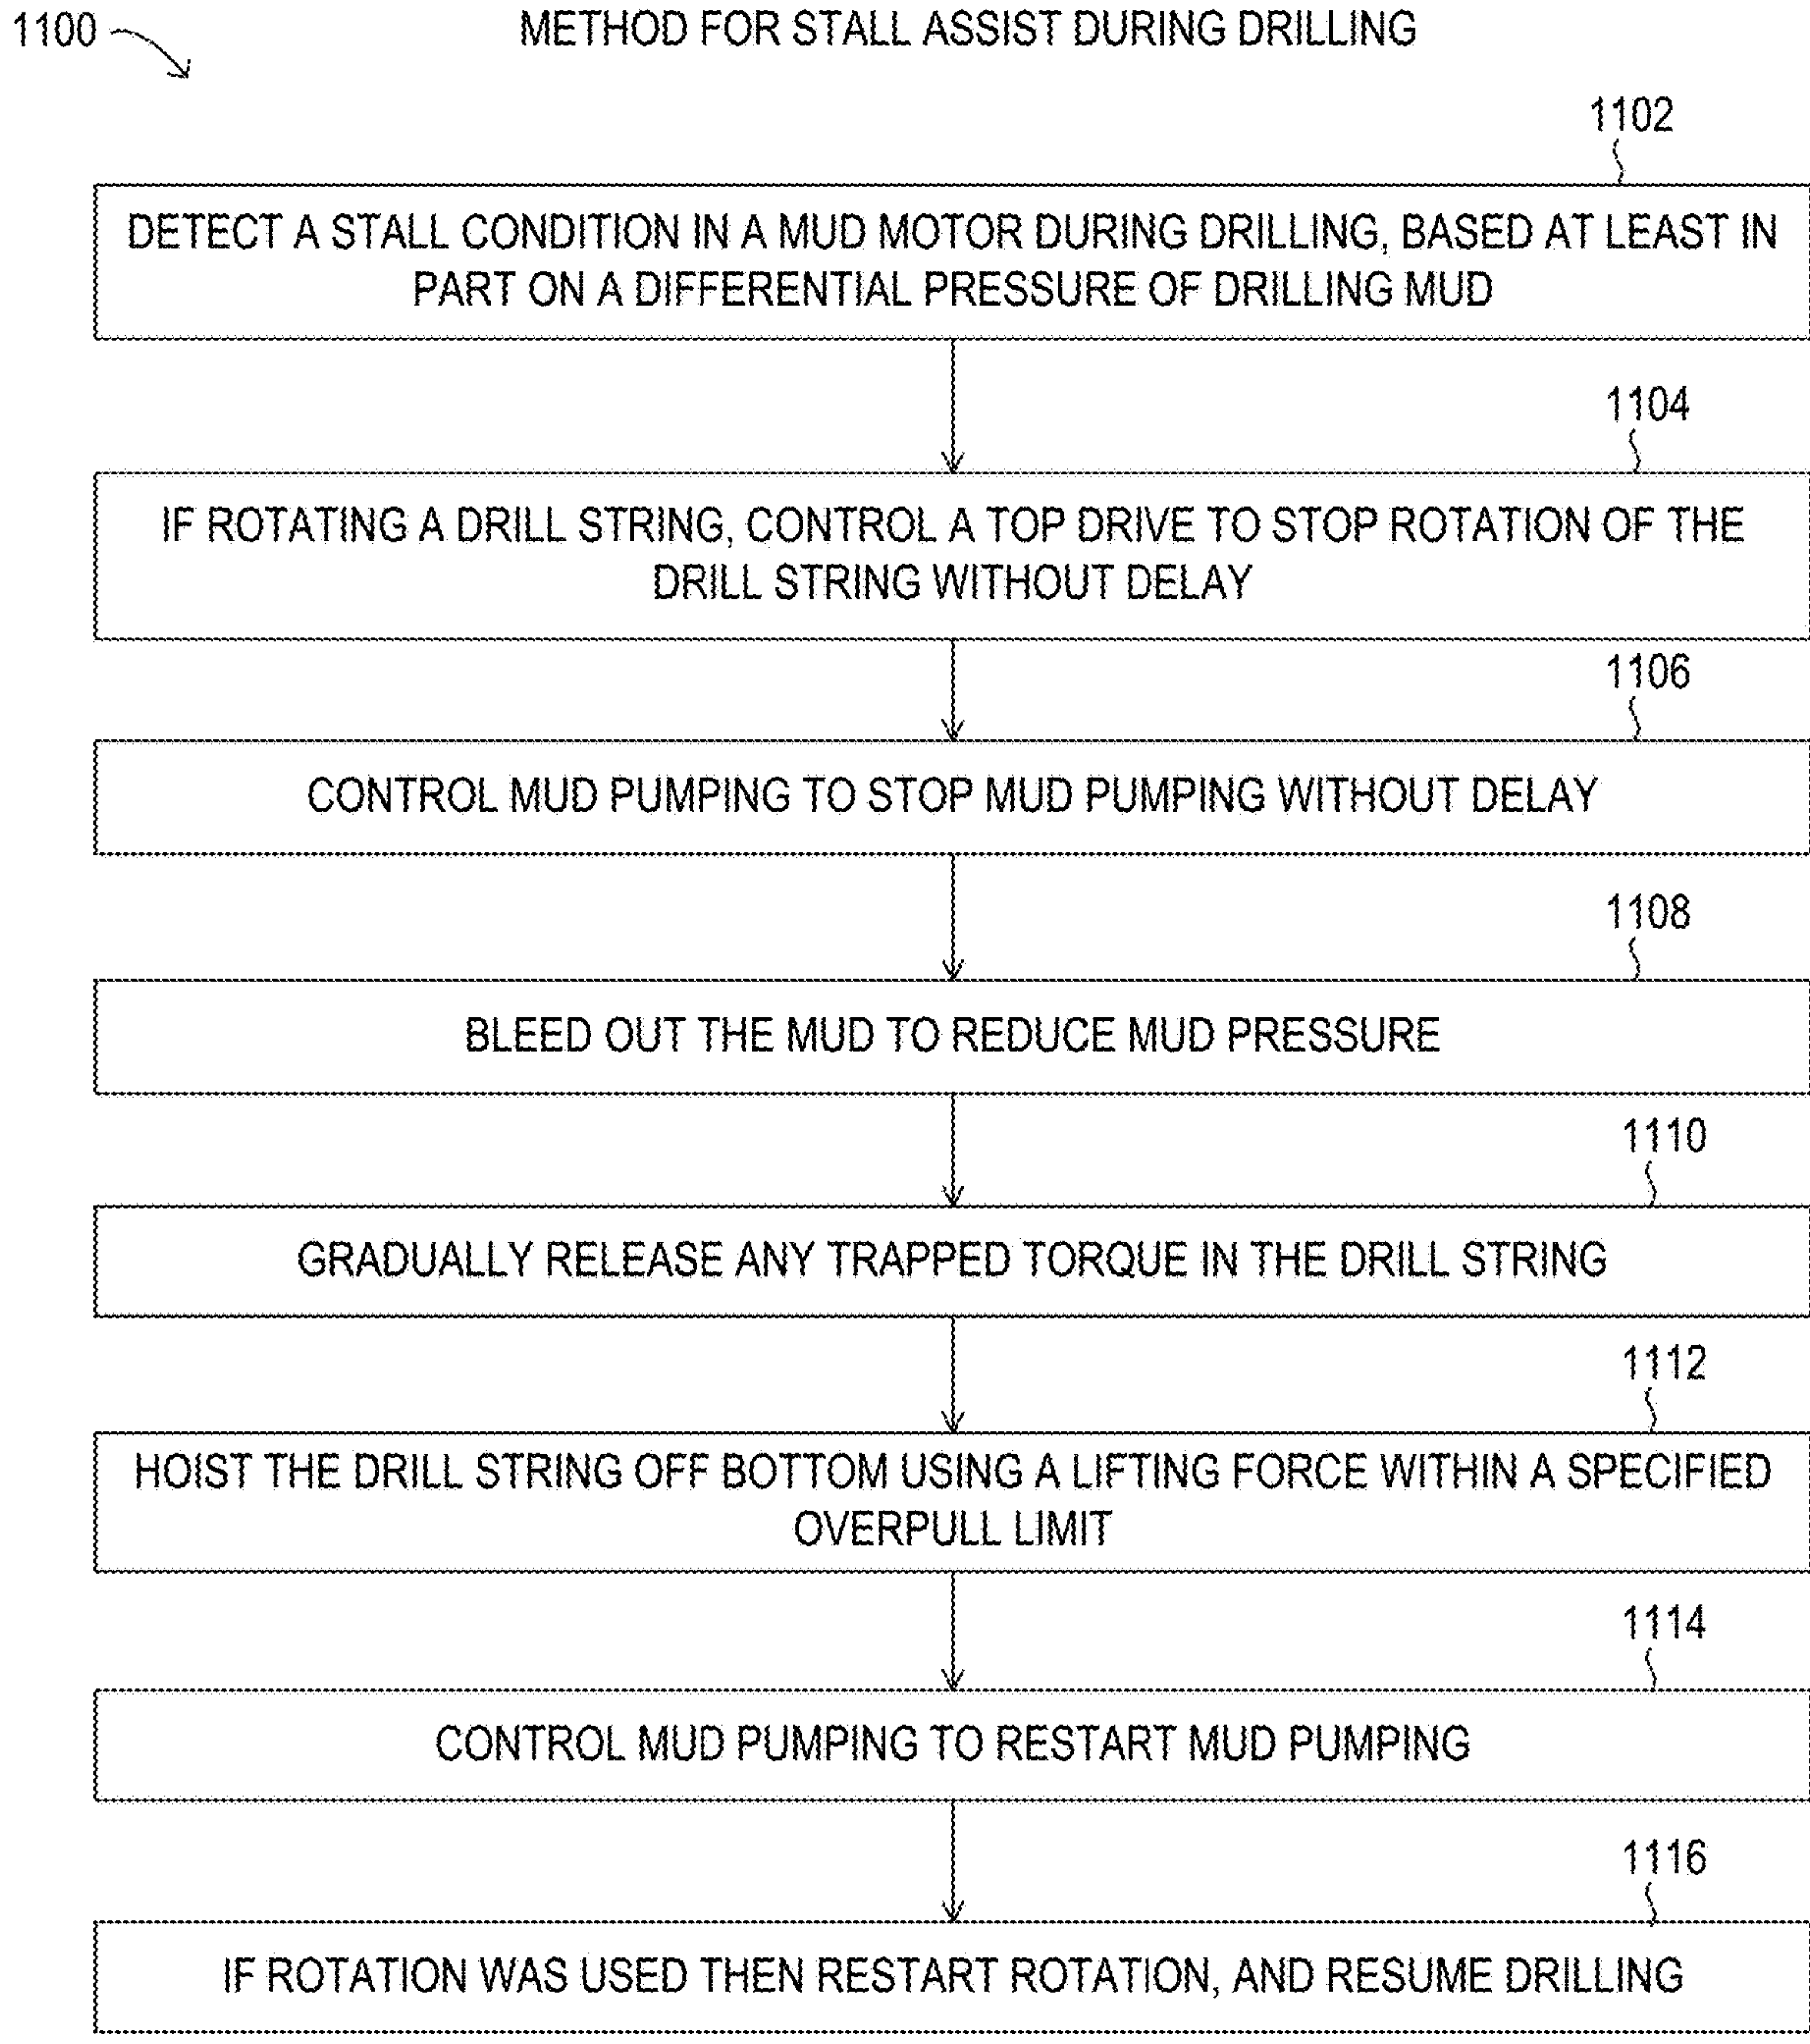 1100
METHOD FOR STALL ASSIST DURING DRILLING
1102
DETECT A STALL CONDITION IN A MUD MOTOR DURING DRILLING, BASED AT LEAST IN
PART ON A DIFFERENTIAL PRESSURE OF DRILLING MUD
1104
IF ROTATING A DRILL STRING, CONTROL A TOP DRIVE TO STOP ROTATION OF THE
DRILL STRING WITHOUT DELAY
1106
CONTROL MUD PUMPING TO STOP MUD PUMPING WITHOUT DELAY
1108
BLEED OUT THE MUD TO REDUCE MUD PRESSURE
1110
GRADUALLY RELEASE ANY TRAPPED TORQUE IN THE DRILL STRING
1112
HOIST THE DRILL STRING OFF BOTTOM USING A LIFTING FORCE WITHIN A SPECIFIED
OVERPULL LIMIT
1114
CONTROL MUD PUMPING TO RESTART MUD PUMPING
1116
IF ROTATION WAS USED THEN RESTART ROTATION, AND RESUME DRILLING